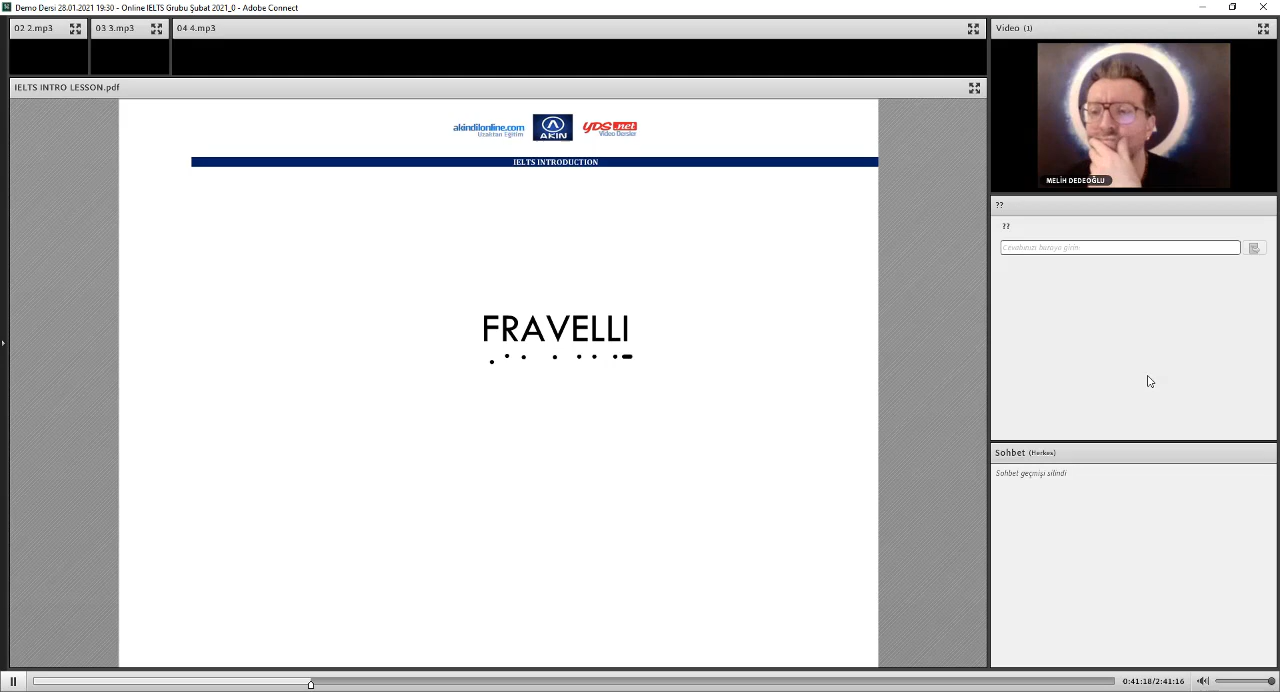 Demo Dersi 28.01.2021 19:30 - Online IELTS Grubu Şubat 2021_0 - Adobe Connect
02 2.mp3
03 3.mp3
04 4.mp3
Video (1)
IELTS INTRO LESSON.pdf
akindilonline.com
Uzaktan Eğitim
AKIN
YDS.net
Video Dersler
IELTS INTRODUCTION
MELİH DEDEOĞLU
??
??
Cevabınızı buraya girin
FRAVELLI
Sohbet (Herkes)
Sohbet geçmişi silindi
0:41:18/2:41:16